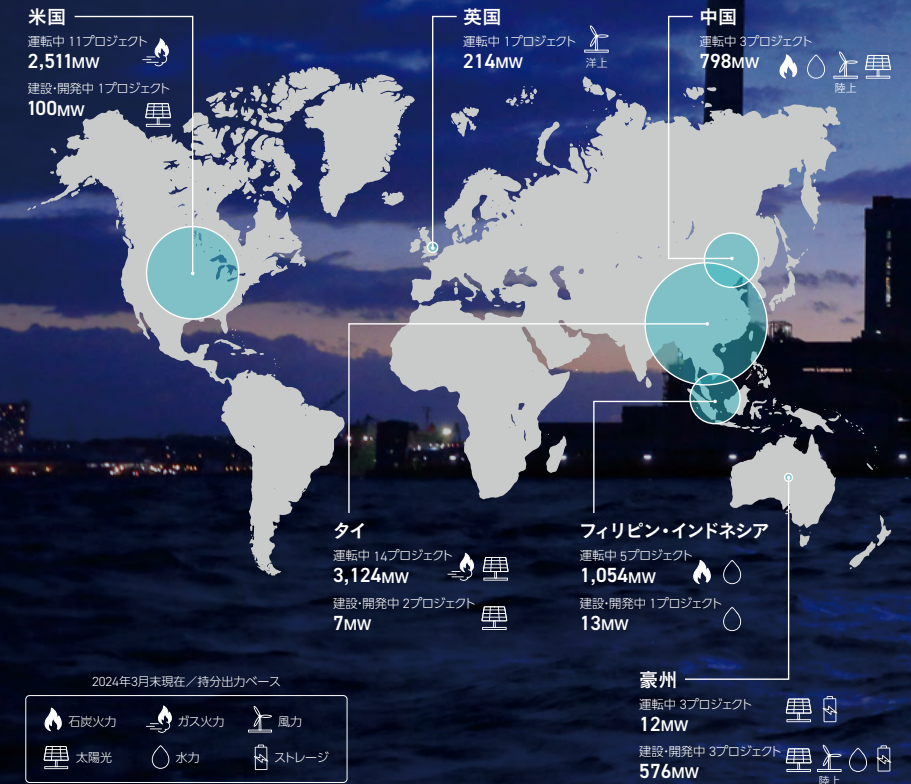 米国
運転中 11プロジェクト
2,511MW
建設・開発中 1プロジェクト
100MW
英国
運転中 1プロジェクト
214MW
洋上
中国
運転中 3プロジェクト
798MW
陸上
タイ
運転中 14プロジェクト
3,124MW
建設・開発中 2プロジェクト
7MW
フィリピン・インドネシア
運転中 5プロジェクト
1,054MW
建設・開発中 1プロジェクト
13MW
豪州
運転中 3プロジェクト
12MW
建設・開発中 3プロジェクト
576MW
陸上
2024年3月末現在／持分出力ベース
石炭火力 ガス火力 風力
太陽光 水力 ストレージ